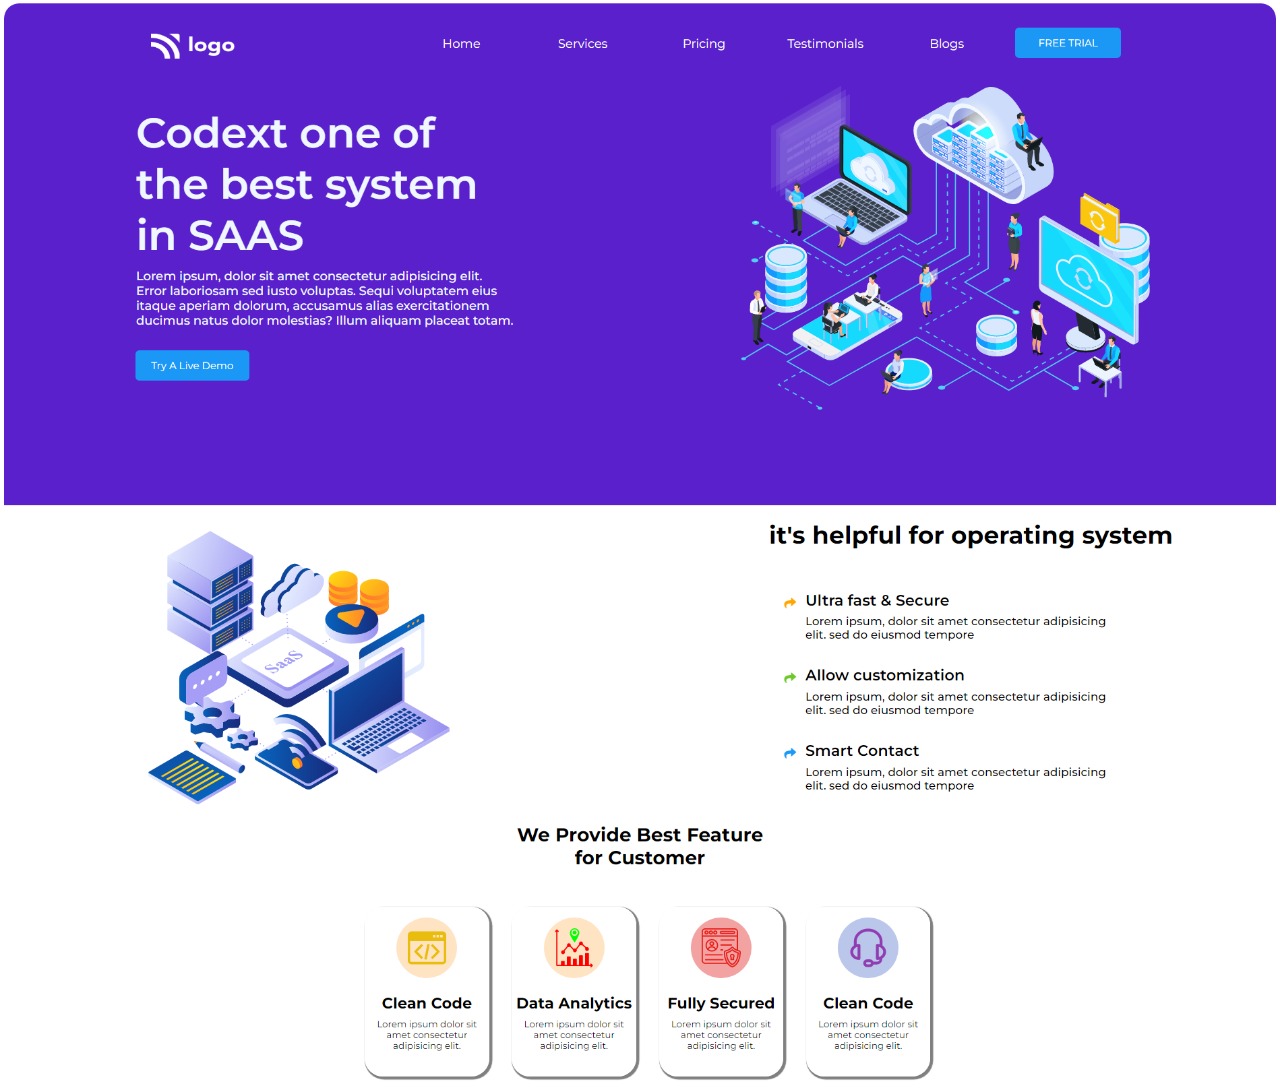 logo
Home
Services
Pricing
Testimonials
Blogs
FREE TRIAL
Codext one of
the best system
in SAAS
Lorem ipsum, dolor sit amet consectetur adipisicing elit.
Error laboriosam sed iusto voluptas. Sequi voluptatem eius
itaque aperiam dolorum, accusamus alias exercitationem
ducimus natus dolor molestias? Illum aliquam placeat totam.
Try A Live Demo
SaaS
it's helpful for operating system
Ultra fast & Secure
Lorem ipsum, dolor sit amet consectetur adipisicing
elit. sed do eiusmod tempore
Allow customization
Lorem ipsum, dolor sit amet consectetur adipisicing
elit. sed do eiusmod tempore
Smart Contact
Lorem ipsum, dolor sit amet consectetur adipisicing
elit. sed do eiusmod tempore
We Provide Best Feature
for Customer
Clean Code
Lorem ipsum dolor sit
amet consectetur
adipisicing elit.
Data Analytics
Lorem ipsum dolor sit
amet consectetur
adipisicing elit.
Fully Secured
Lorem ipsum dolor sit
amet consectetur
adipisicing elit.
Clean Code
Lorem ipsum dolor sit
amet consectetur
adipisicing elit.